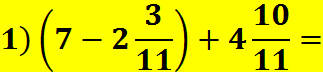 1) (7 − 2 3/11) + 4 10/11 =